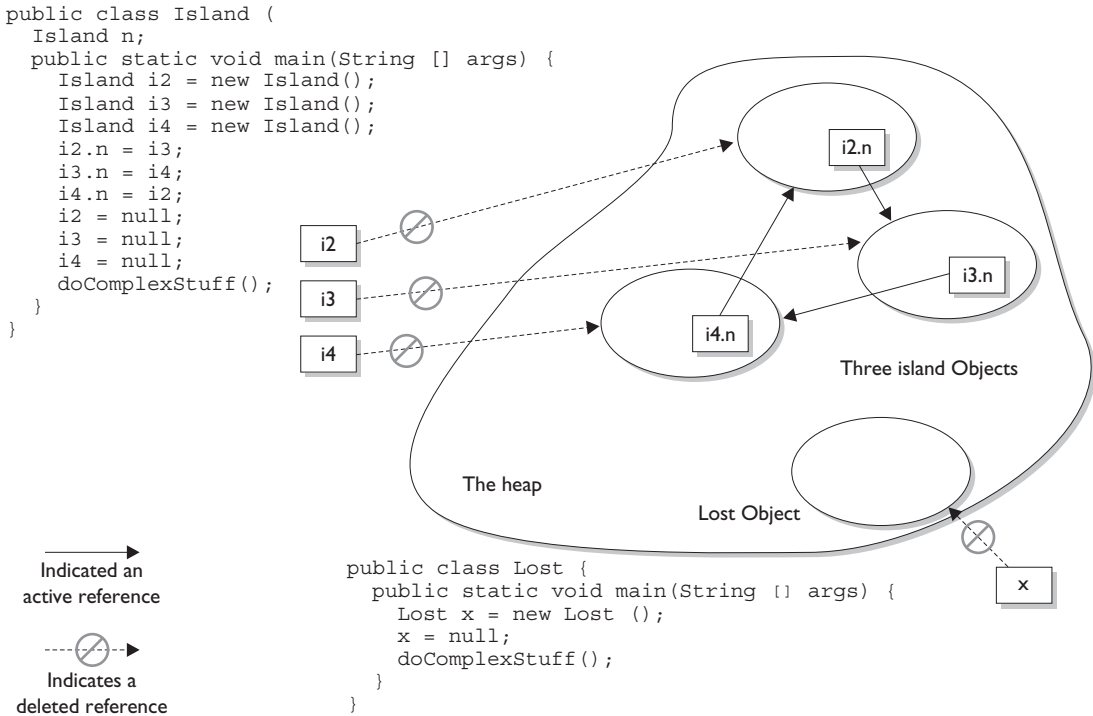 public class Island (
  Island n;
  public static void main(String [] args) {
    Island i2 = new Island();
    Island i3 = new Island();
    Island i4 = new Island();
    i2.n = i3;
    i3.n = i4;
    i4.n = i2;
    i2 = null;
    i3 = null;
    i4 = null;
    doComplexStuff();
  }
}
i2
i3
i4
i2.n
i3.n
i4.n
Three island Objects
The heap
Lost Object
x
public class Lost {
  public static void main(String [] args) {
    Lost x = new Lost ();
    x = null;
    doComplexStuff();
  }
}
Indicated an
active reference
Indicates a
deleted reference